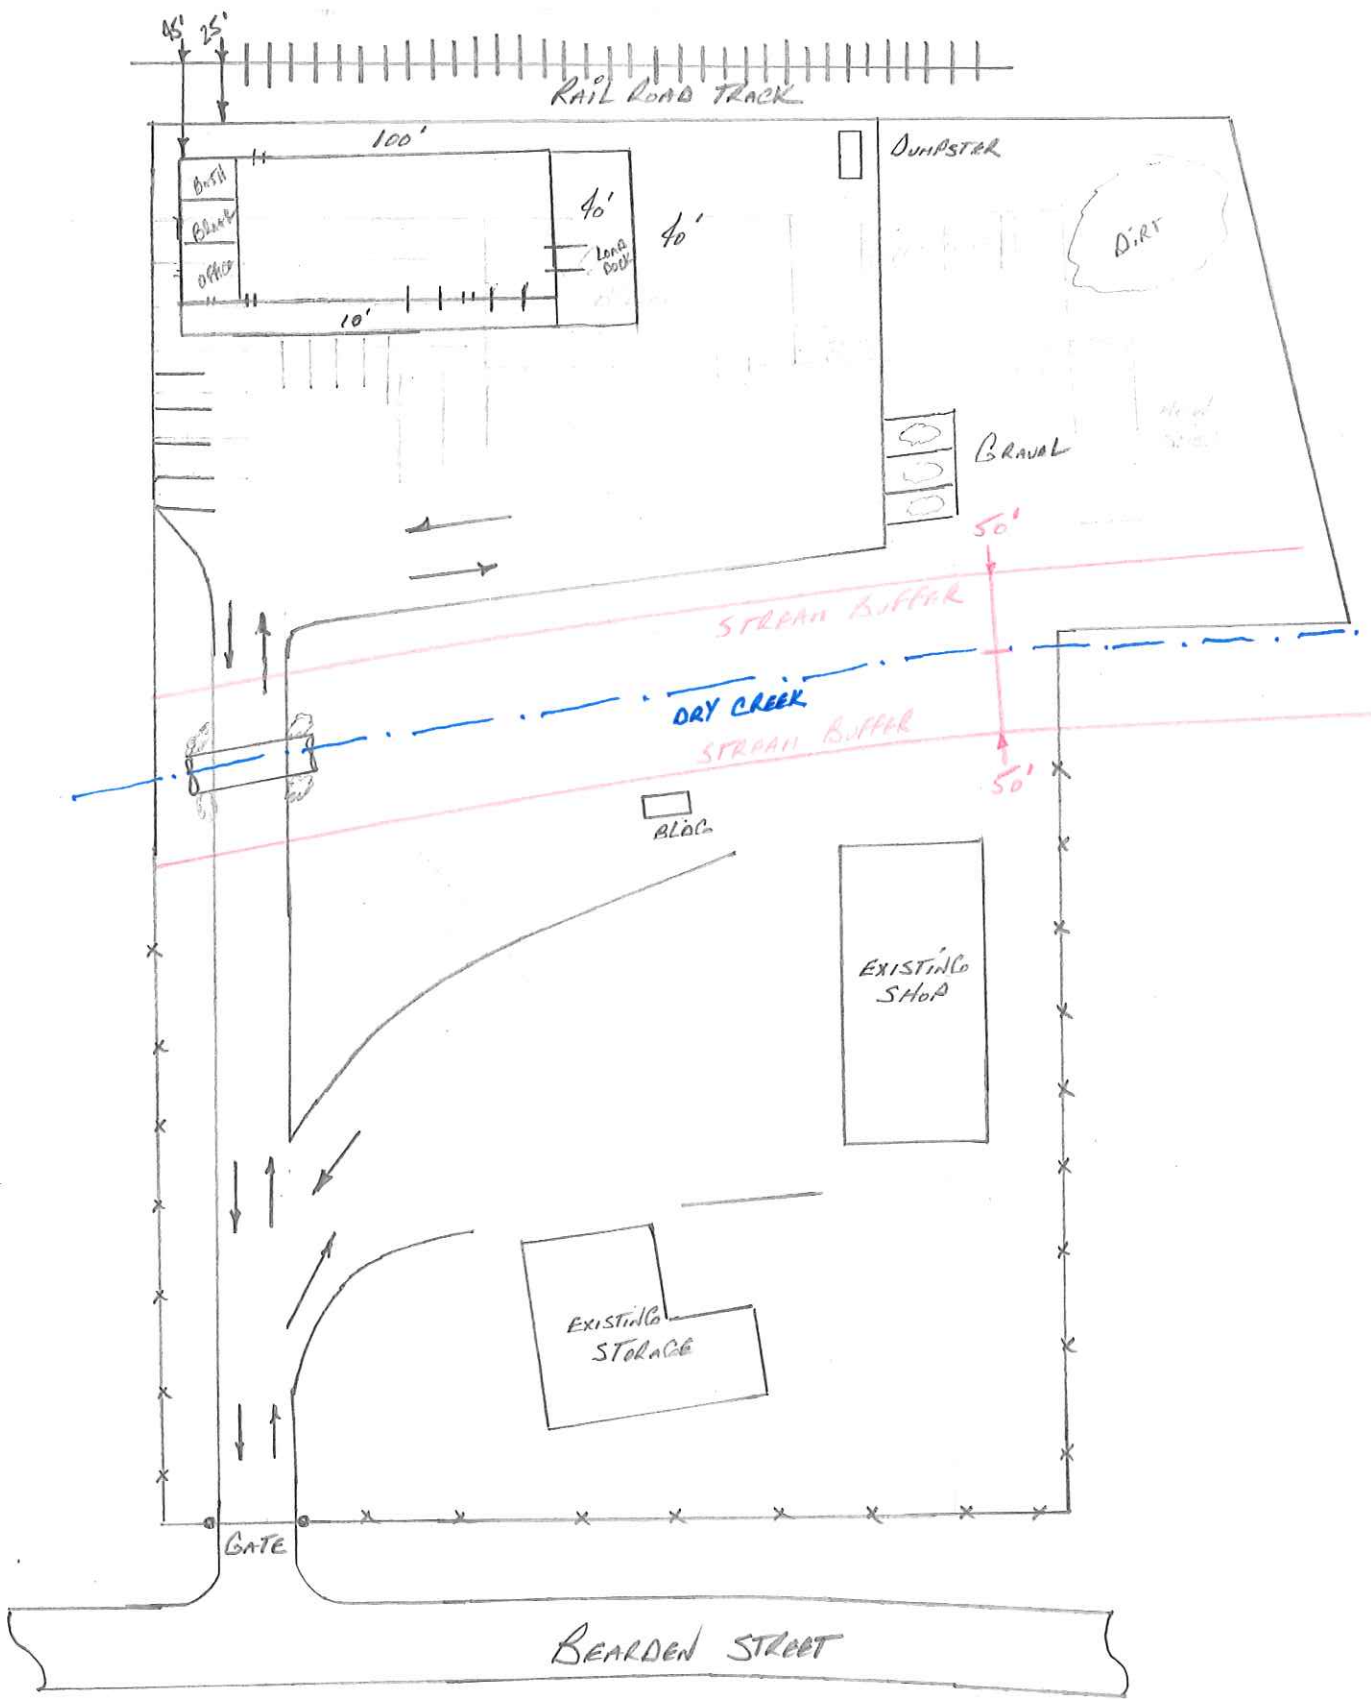 45' 25'
RAIL ROAD TRACK
100'
DUMPSTER
BATH
BREAK
OFFICE
40'
40'
LOAD
DOCK
DIRT
10'
GRAVAL
50'
STREAM BUFFER
DRY CREEK
STREAM BUFFER
50'
BLDG
EXISTING
SHOP
EXISTING
STORAGE
GATE
BEARDEN STREET